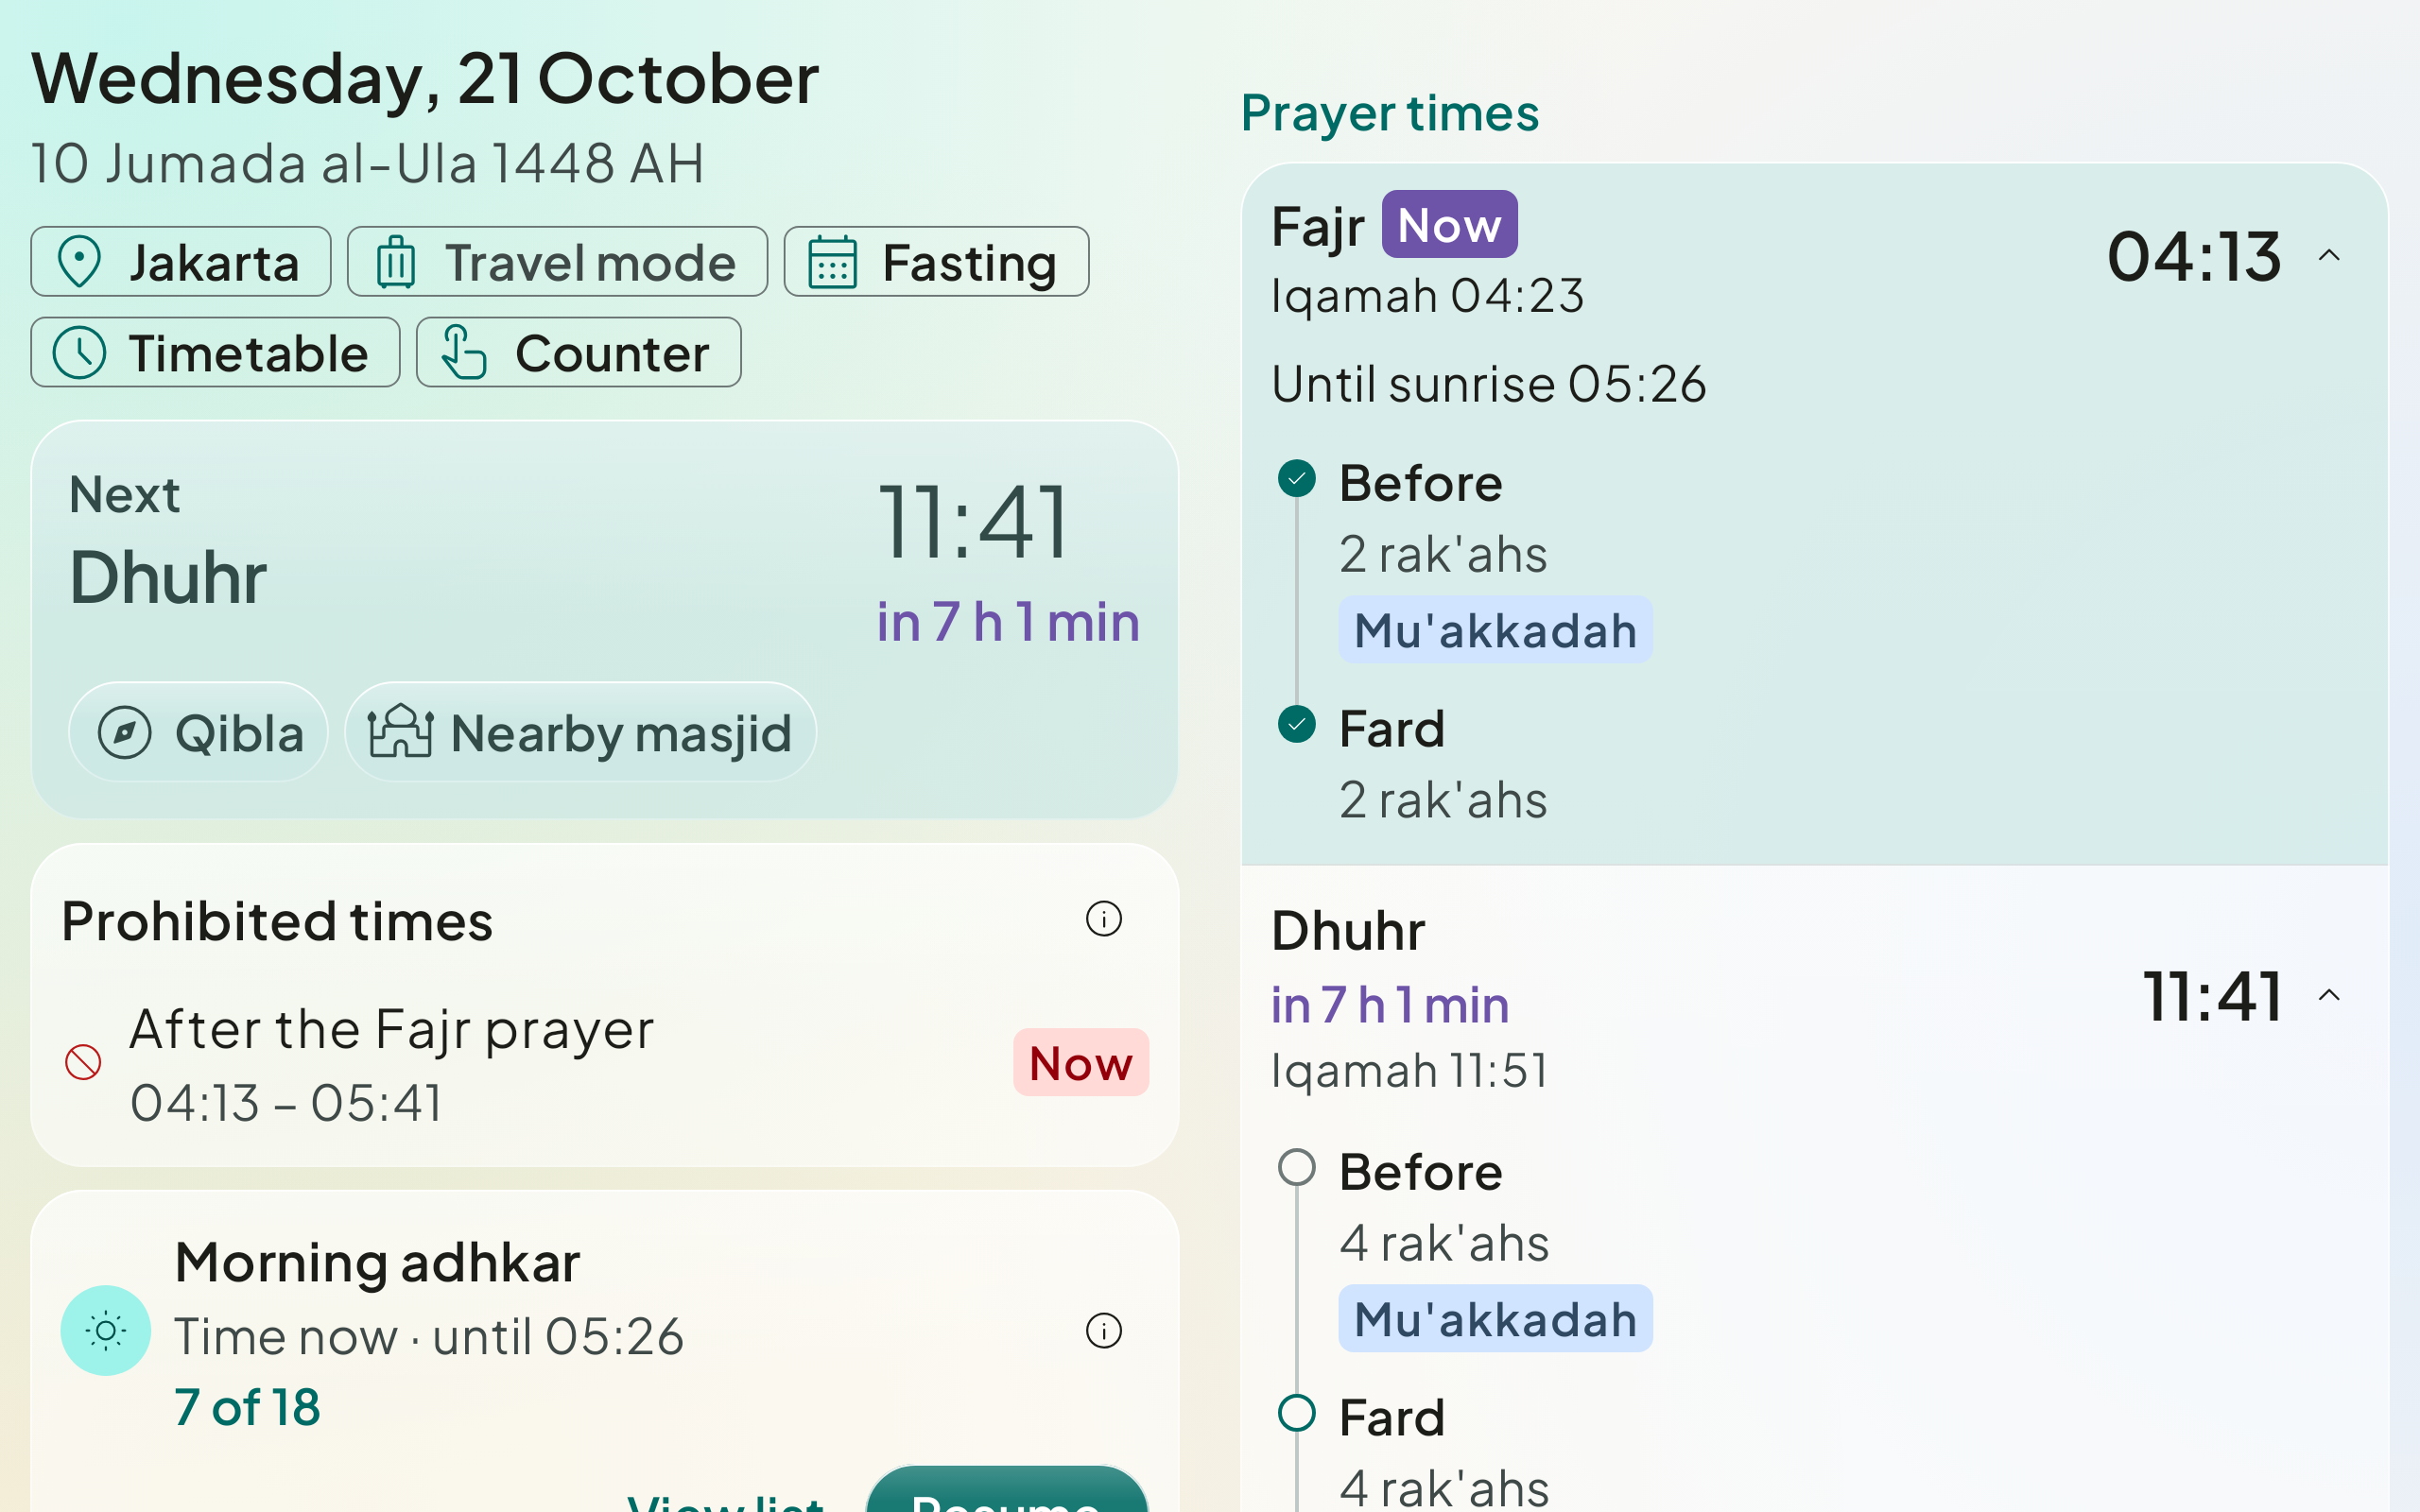 Wednesday, 21 October
10 Jumada al-Ula 1448 AH
Jakarta
Travel mode
Fasting
Timetable
Counter
Next
Dhuhr
11:41
in 7 h 1 min
Qibla
Nearby masjid
Prohibited times
After the Fajr prayer
04:13 – 05:41
Now
Morning adhkar
Time now · until 05:26
7 of 18
View list
Resume
Prayer times
Fajr
Now
Iqamah 04:23
04:13
Until sunrise 05:26
Before
2 rak'ahs
Mu'akkadah
Fard
2 rak'ahs
Dhuhr
in 7 h 1 min
Iqamah 11:51
11:41
Before
4 rak'ahs
Mu'akkadah
Fard
4 rak'ahs